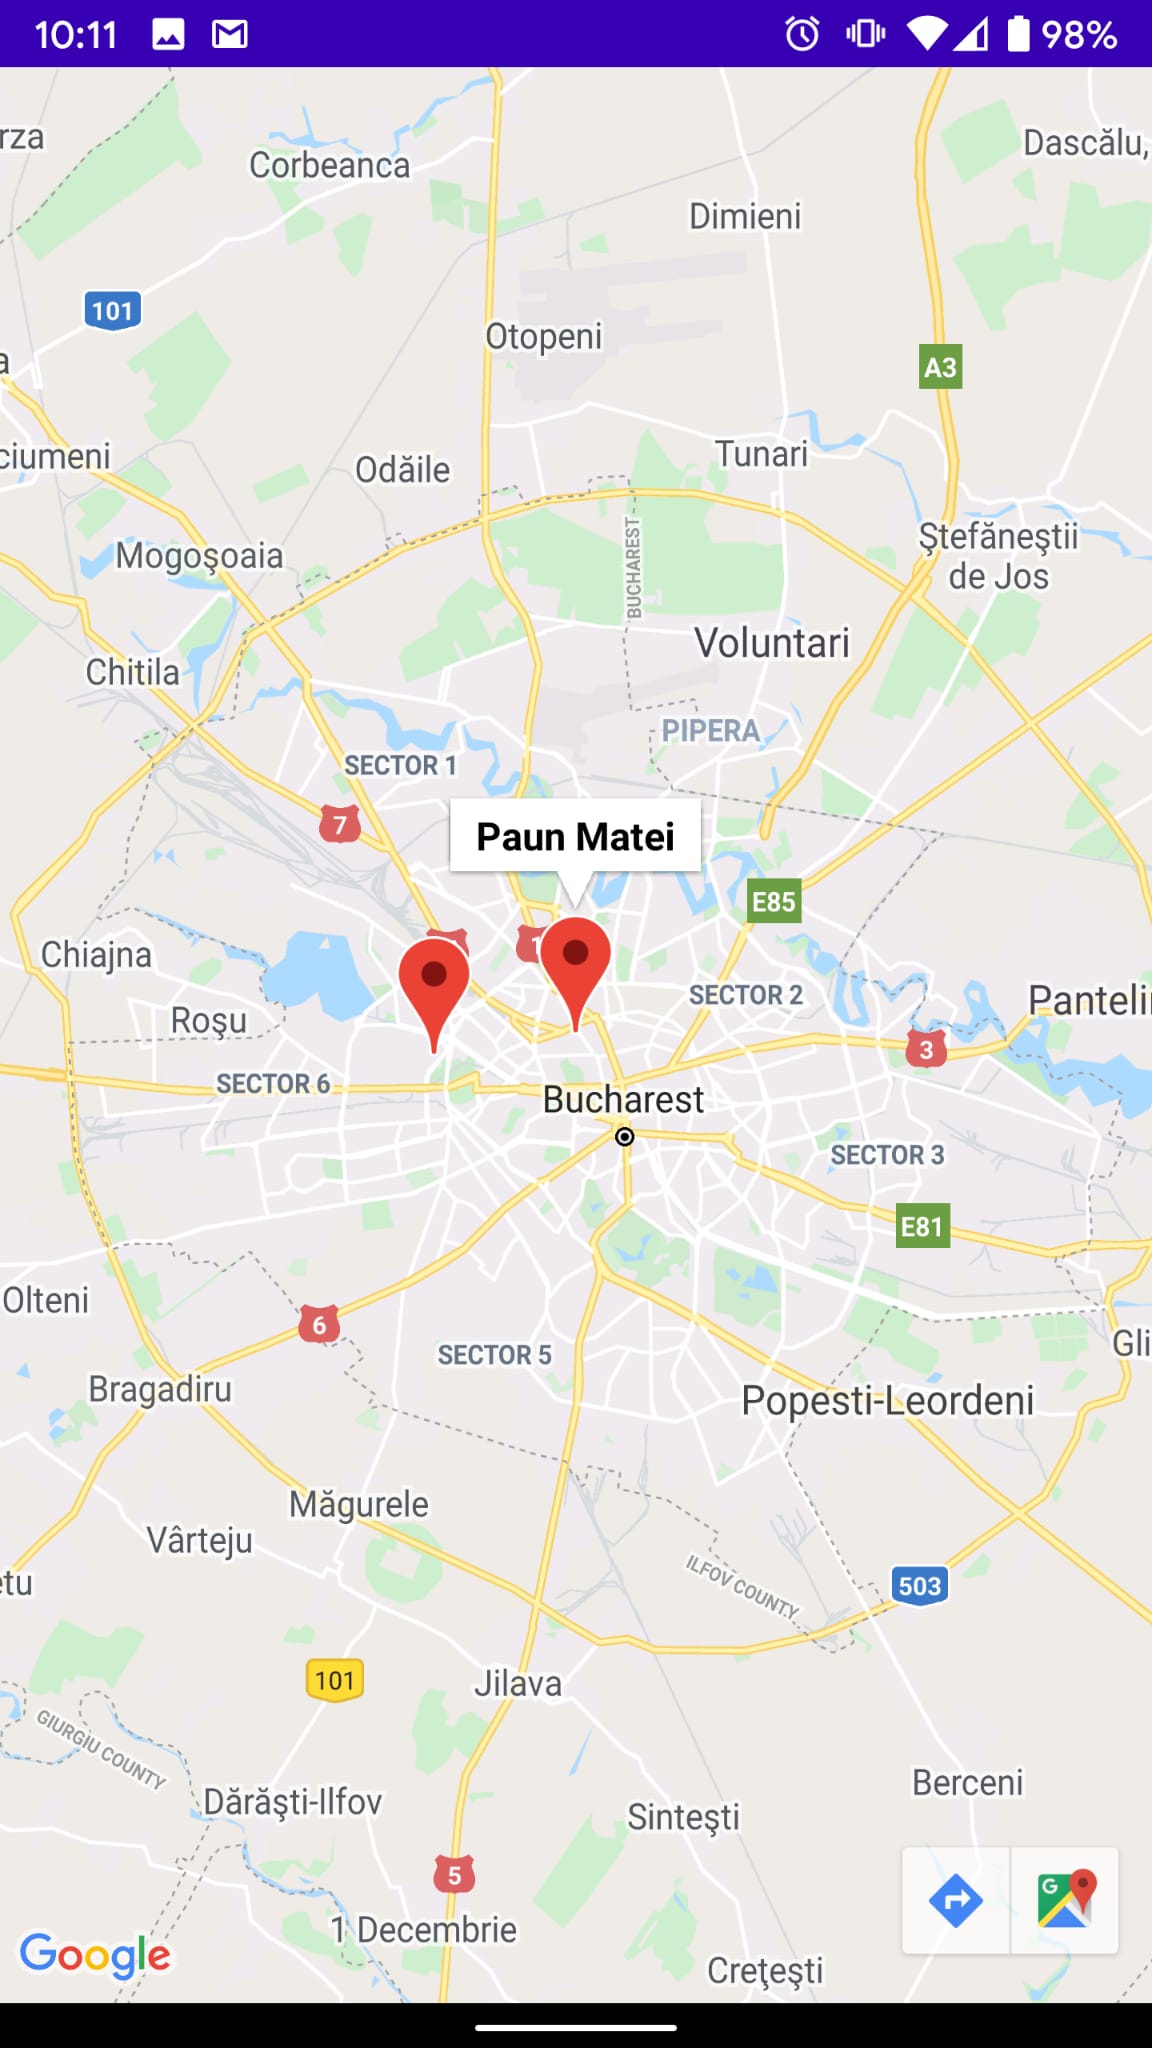 10:11
98%
rza
Corbeanca
Dascălu,
Dimieni
101
Otopeni
A3
a
ciumeni
Odăile
Tunari
Ştefăneştii
de Jos
BUCHAREST
Mogoşoaia
Voluntari
Chitila
PIPERA
SECTOR 1
7
Paun Matei
E85
1
Chiajna
SECTOR 2
Panteli
Roşu
3
SECTOR 6
Bucharest
SECTOR 3
E81
Olteni
6
Gli
SECTOR 5
Bragadiru
Popesti-Leordeni
Măgurele
Vârteju
etu
ILFOV COUNTY
503
101
Jilava
GIURGIU COUNTY
Berceni
Dărăşti-Ilfov
Sinteşti
5
G
1 Decembrie
Google
Creţeşti